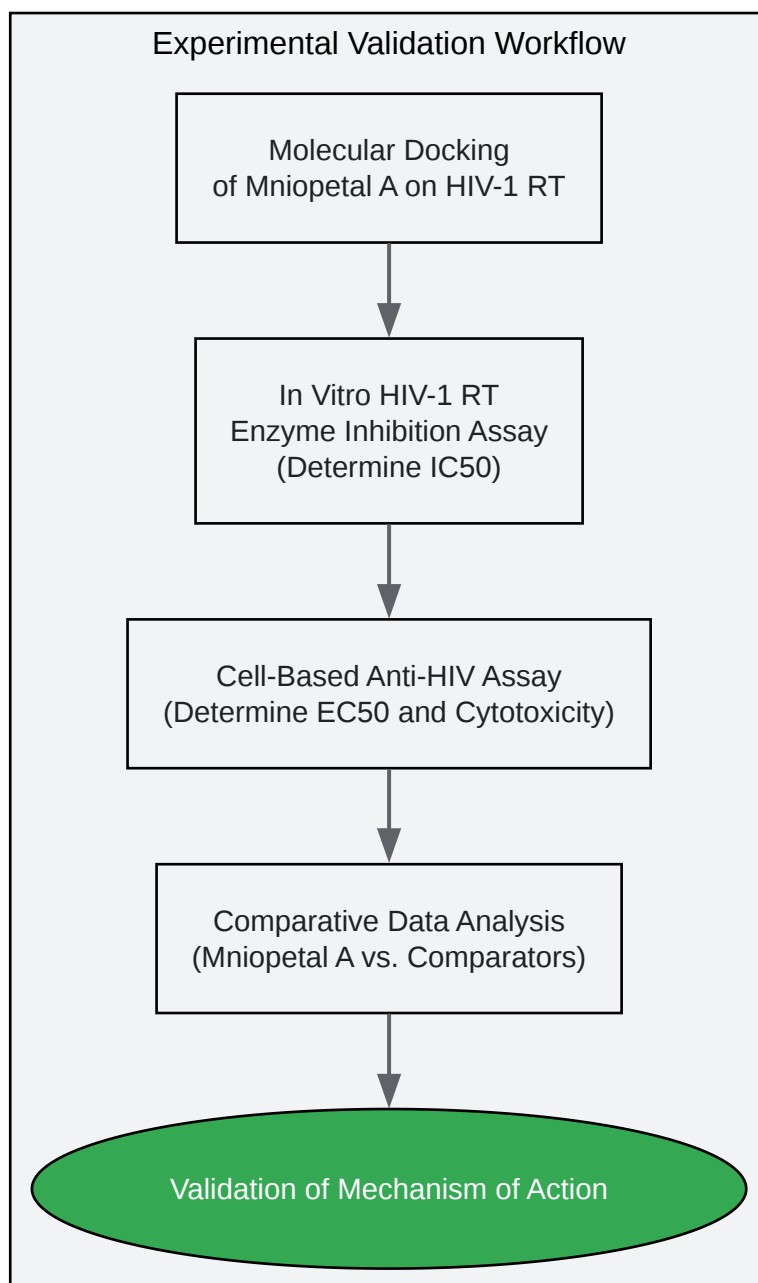 Experimental Validation Workflow
Molecular Docking
of Mniopetal A on HIV-1 RT
In Vitro HIV-1 RT
Enzyme Inhibition Assay
(Determine IC50)
Cell-Based Anti-HIV Assay
(Determine EC50 and Cytotoxicity)
Comparative Data Analysis
(Mniopetal A vs. Comparators)
Validation of Mechanism of Action